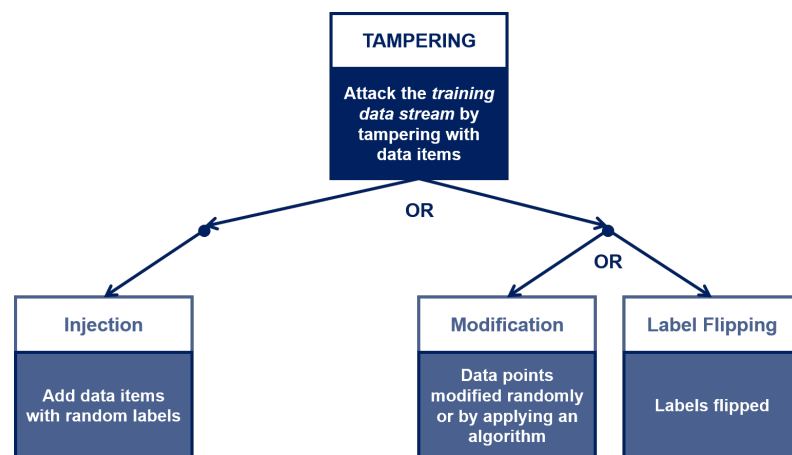 TAMPERING
Attack the training
data stream by
tampering with
data items
OR
OR
Injection
Add data items
with random labels
Modification
Data points
modified randomly
or by applying an
algorithm
Label Flipping
Labels flipped